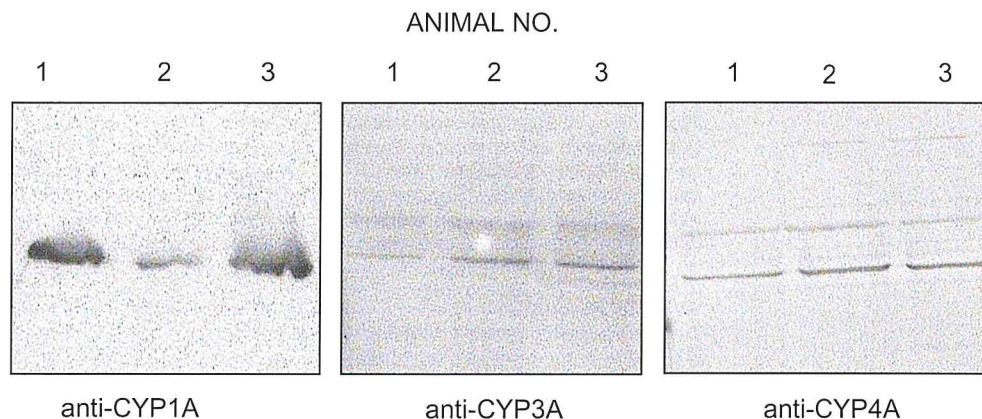 ANIMAL NO.
1 2 3 1 2 3 1 2 3
anti-CYP1A anti-CYP3A anti-CYP4A